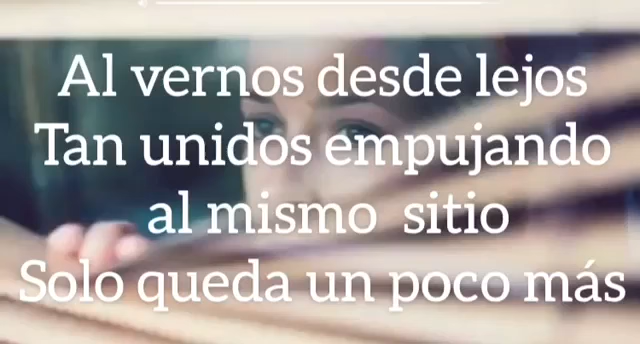 Al vernos desde lejos
Tan unidos empujando
al mismo sitio
Solo queda un poco más